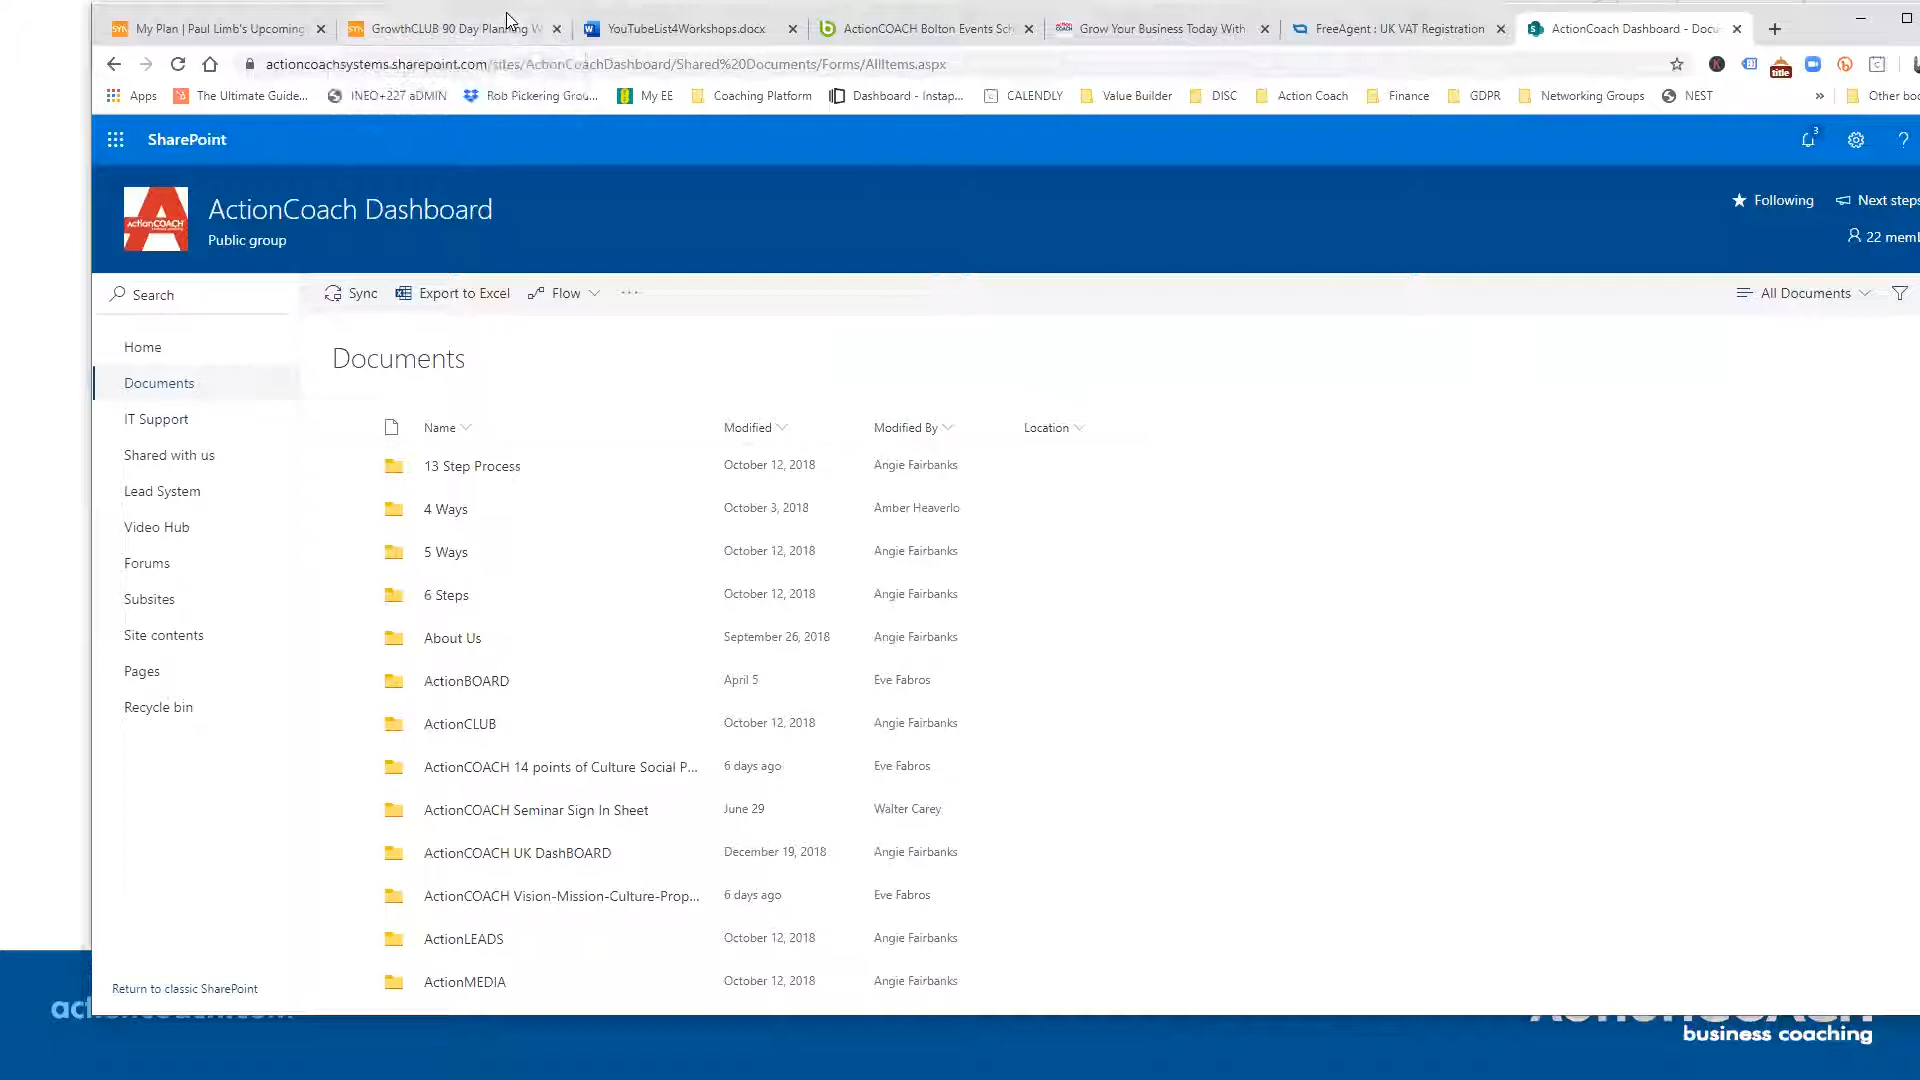 My Plan | Paul Limb's Upcoming
GrowthCLUB 90 Day Planning W
YouTubeList4Workshops.docx
ActionCOACH Bolton Events Sch
Grow Your Business Today With
FreeAgent : UK VAT Registration
ActionCoach Dashboard - Docu
actioncoachsystems.sharepoint.com/sites/ActionCoachDashboard/Shared%20Documents/Forms/AllItems.aspx
Apps
The Ultimate Guide...
INEO+227 aDMIN
Rob Pickering Grou...
My EE
Coaching Platform
Dashboard - Instap...
CALENDLY
Value Builder
DISC
Action Coach
Finance
GDPR
Networking Groups
NEST
»
Other boo
SharePoint
3
ActionCOACH
ActionCoach Dashboard
Public group
Following
Next steps
22 memb
Search
Sync
Export to Excel
Flow
All Documents
Home
Documents
IT Support
Shared with us
Lead System
Video Hub
Forums
Subsites
Site contents
Pages
Recycle bin
Return to classic SharePoint
Documents
Name Modified Modified By Location
13 Step Process October 12, 2018 Angie Fairbanks
4 Ways October 3, 2018 Amber Heaverlo
5 Ways October 12, 2018 Angie Fairbanks
6 Steps October 12, 2018 Angie Fairbanks
About Us September 26, 2018 Angie Fairbanks
ActionBOARD April 5 Eve Fabros
ActionCLUB October 12, 2018 Angie Fairbanks
ActionCOACH 14 points of Culture Social P... 6 days ago Eve Fabros
ActionCOACH Seminar Sign In Sheet June 29 Walter Carey
ActionCOACH UK DashBOARD December 19, 2018 Angie Fairbanks
ActionCOACH Vision-Mission-Culture-Prop... 6 days ago Eve Fabros
ActionLEADS October 12, 2018 Angie Fairbanks
ActionMEDIA October 12, 2018 Angie Fairbanks
business coaching